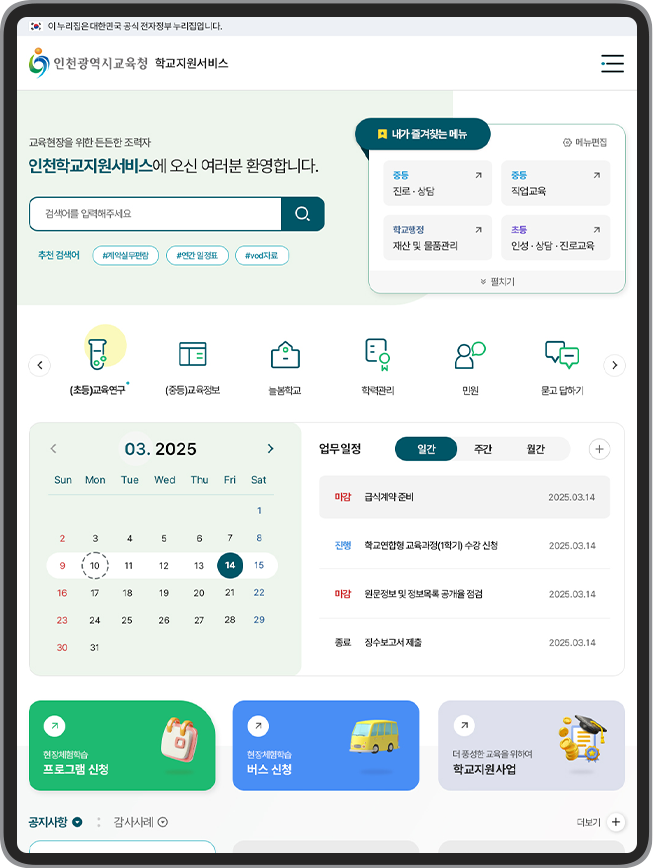 이 누리집은 대한민국 공식 전자정부 누리집입니다.
인천광역시교육청 학교지원서비스
교육현장을 위한 든든한 조력자
인천학교지원서비스에 오신 여러분 환영합니다.
검색어를 입력해주세요
추천 검색어 #계약실무편람 #연간 일정표 #vod자료
내가 즐겨찾는 메뉴
메뉴편집
중등
진로 · 상담
중등
직업교육
학교행정
재산 및 물품관리
초등
인성 · 상담 · 진로교육
펼치기
(초등)교육연구 (중등)교육정보 늘봄학교 학력관리 민원 묻고 답하기
03. 2025
Sun Mon Tue Wed Thu Fri Sat
1
2 3 4 5 6 7 8
9 10 11 12 13 14 15
16 17 18 19 20 21 22
23 24 25 26 27 28 29
30 31
업무일정 일간 주간 월간
마감 급식계약 준비 2025.03.14
진행 학교연합형 교육과정(1학기) 수강 신청 2025.03.14
마감 원문정보 및 정보목록 공개율 점검 2025.03.14
종료 징수보고서 제출 2025.03.14
현장체험학습
프로그램 신청
현장체험학습
버스 신청
더 풍성한 교육을 위하여
학교지원사업
공지사항 : 감사사례 더보기